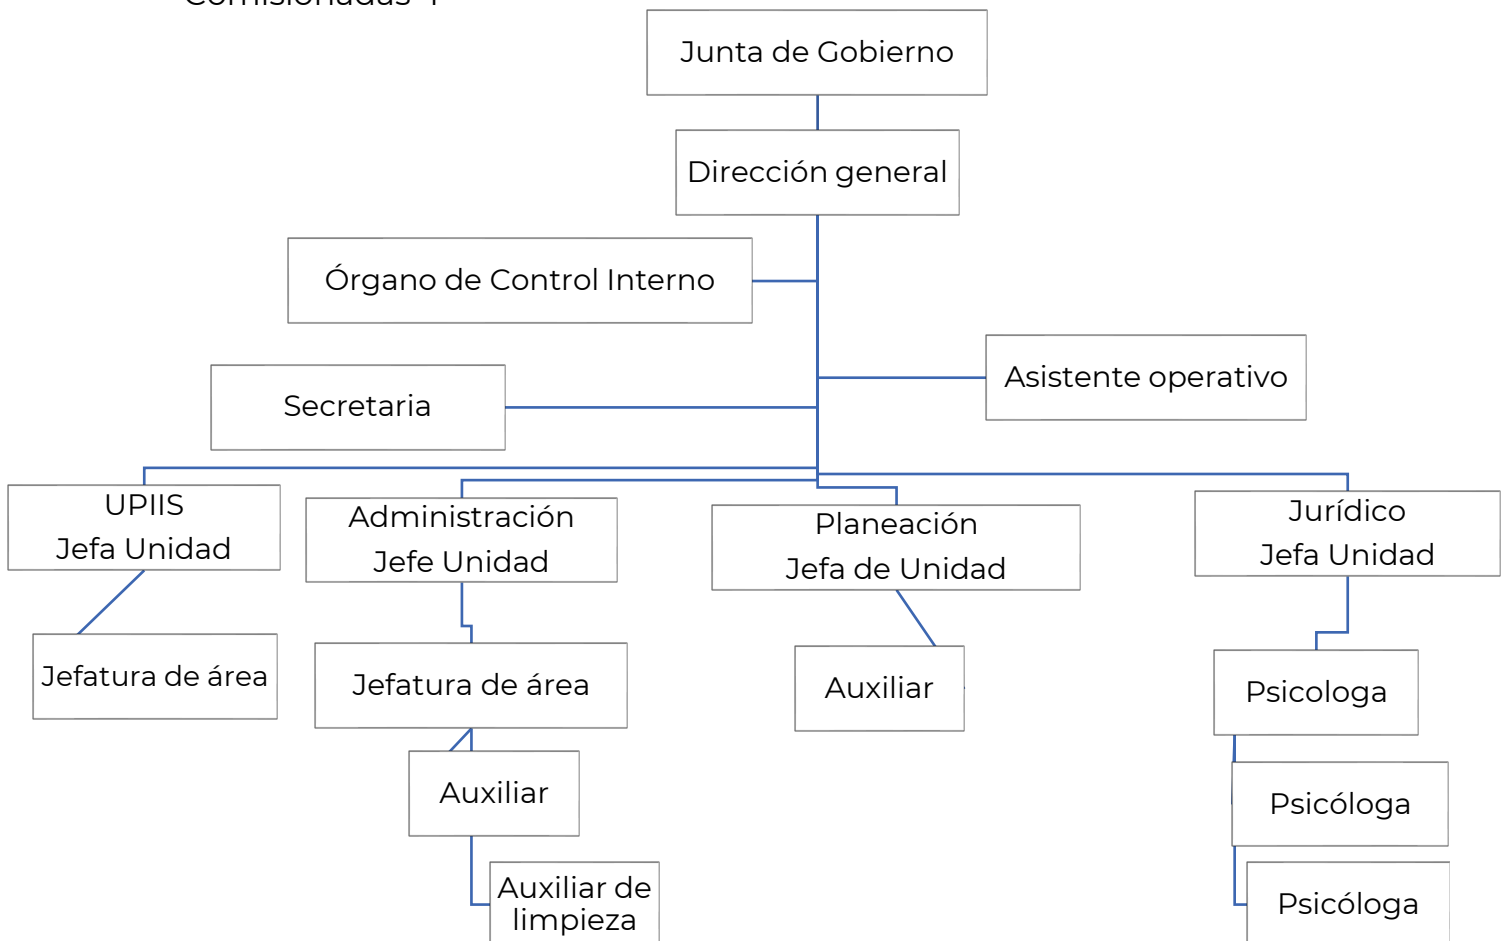 Comisionadas 4
Junta de Gobierno
Dirección general
Órgano de Control Interno
Asistente operativo
Secretaria
UPIIS
Jefa Unidad
Administración
Jefe Unidad
Planeación
Jefa de Unidad
Jurídico
Jefa Unidad
Jefatura de área
Jefatura de área
Auxiliar
Psicologa
Auxiliar
Psicóloga
Auxiliar de
limpieza
Psicóloga